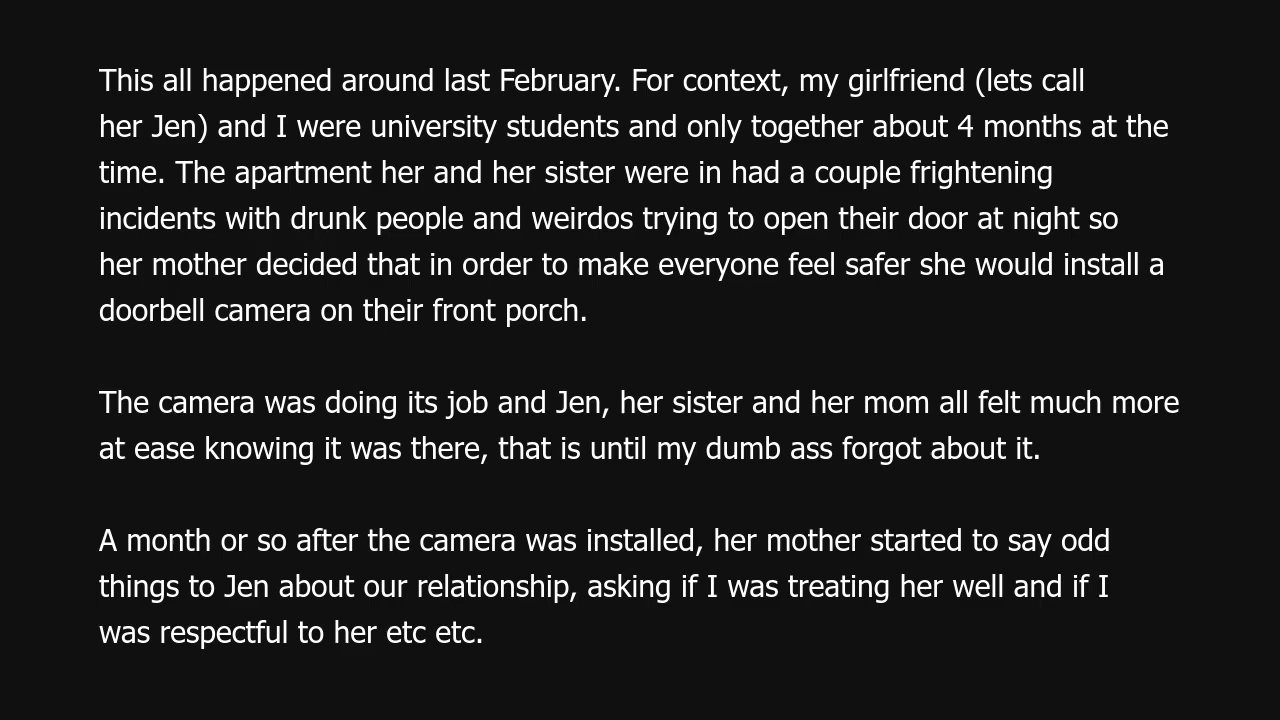 This all happened around last February. For context, my girlfriend (lets call
her Jen) and I were university students and only together about 4 months at the
time. The apartment her and her sister were in had a couple frightening
incidents with drunk people and weirdos trying to open their door at night so
her mother decided that in order to make everyone feel safer she would install a
doorbell camera on their front porch.
The camera was doing its job and Jen, her sister and her mom all felt much more
at ease knowing it was there, that is until my dumb ass forgot about it.
A month or so after the camera was installed, her mother started to say odd
things to Jen about our relationship, asking if I was treating her well and if I
was respectful to her etc etc.